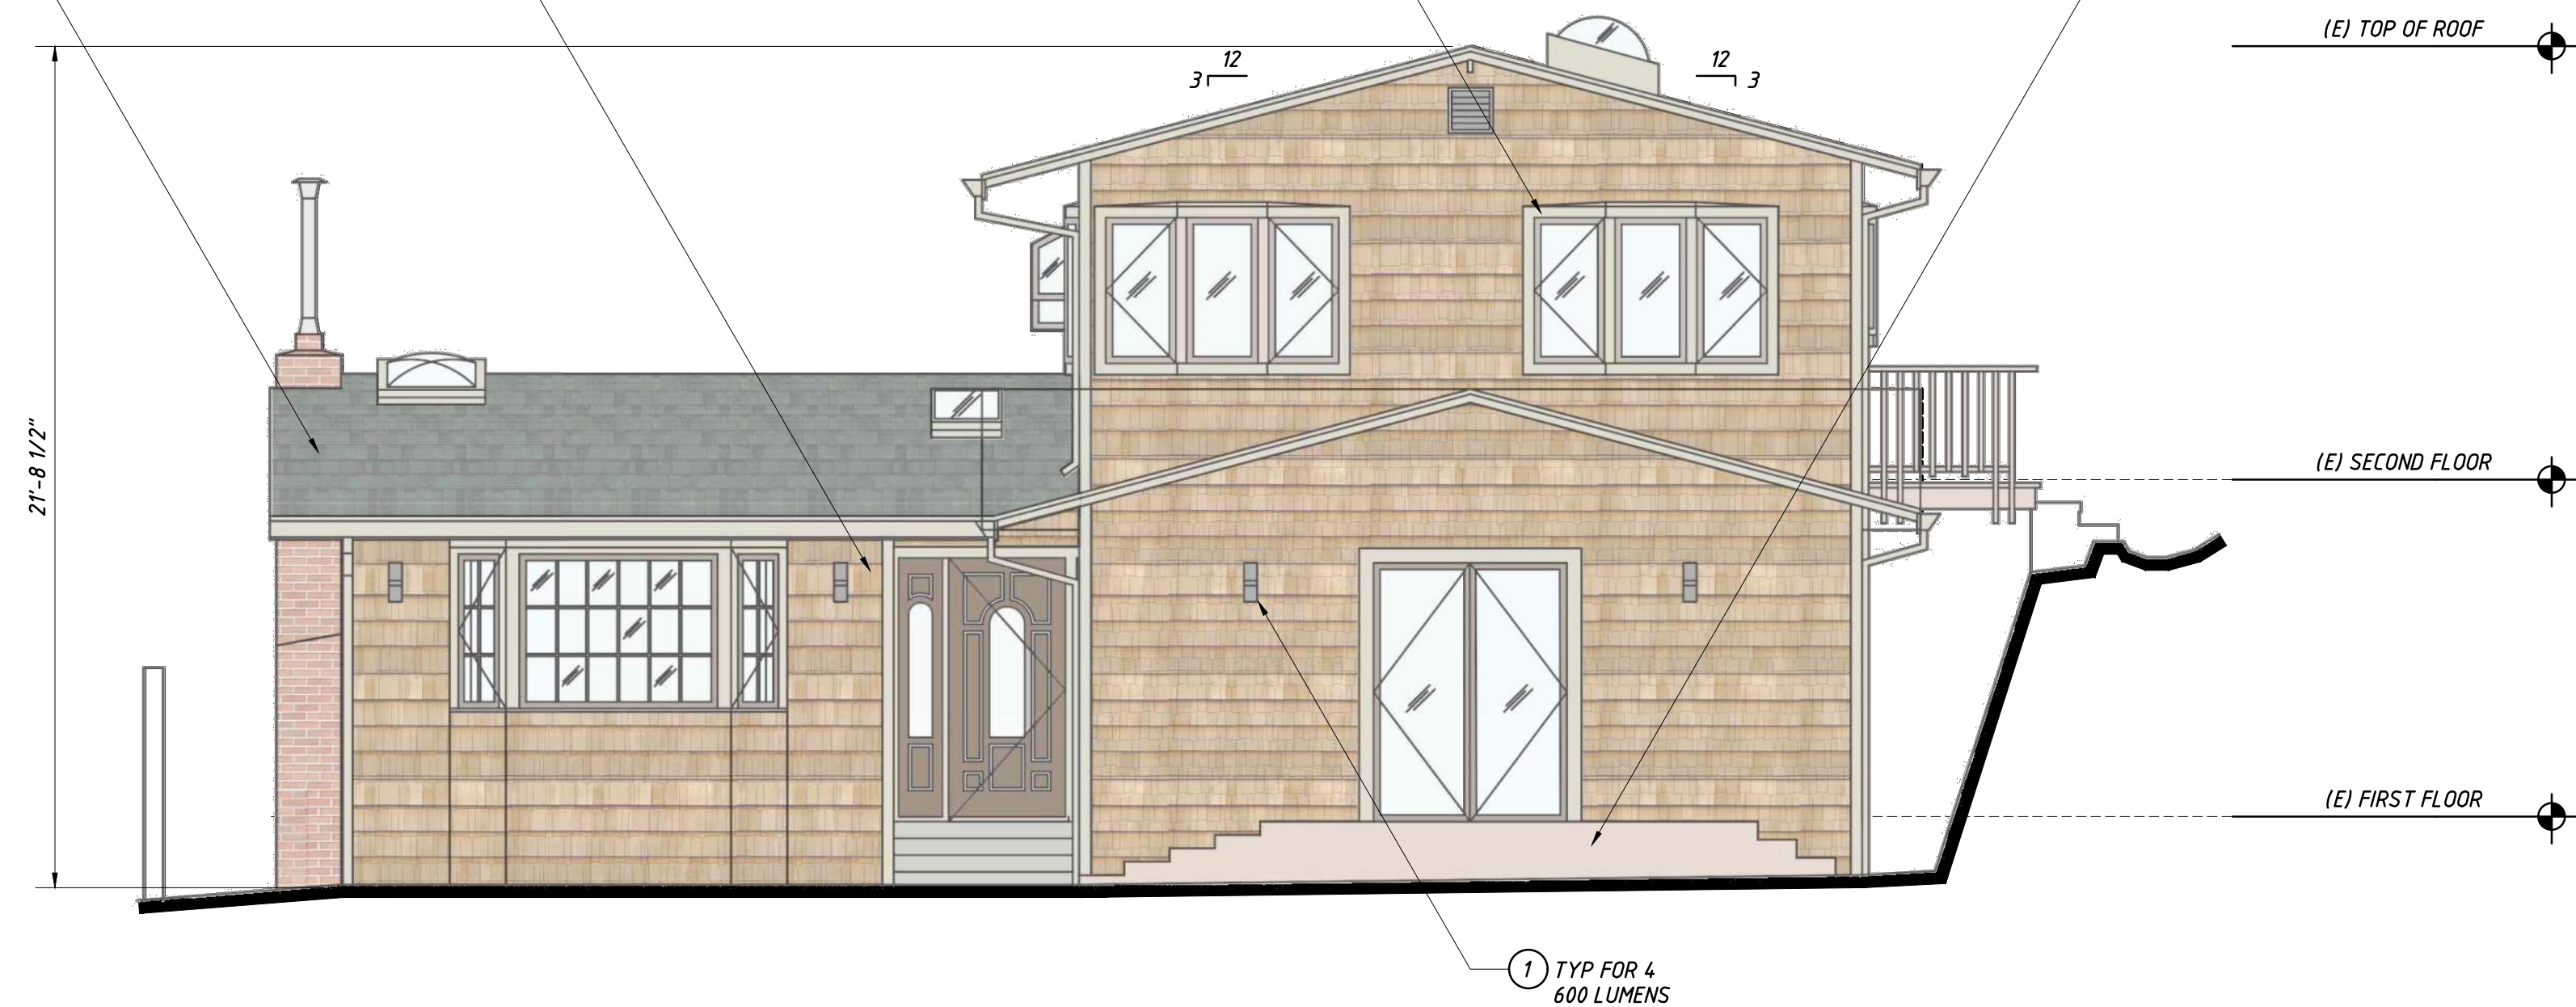 (E) TOP OF ROOF
12
3
12
3
21'-8 1/2"
(E) SECOND FLOOR
(E) FIRST FLOOR
1 TYP FOR 4
600 LUMENS